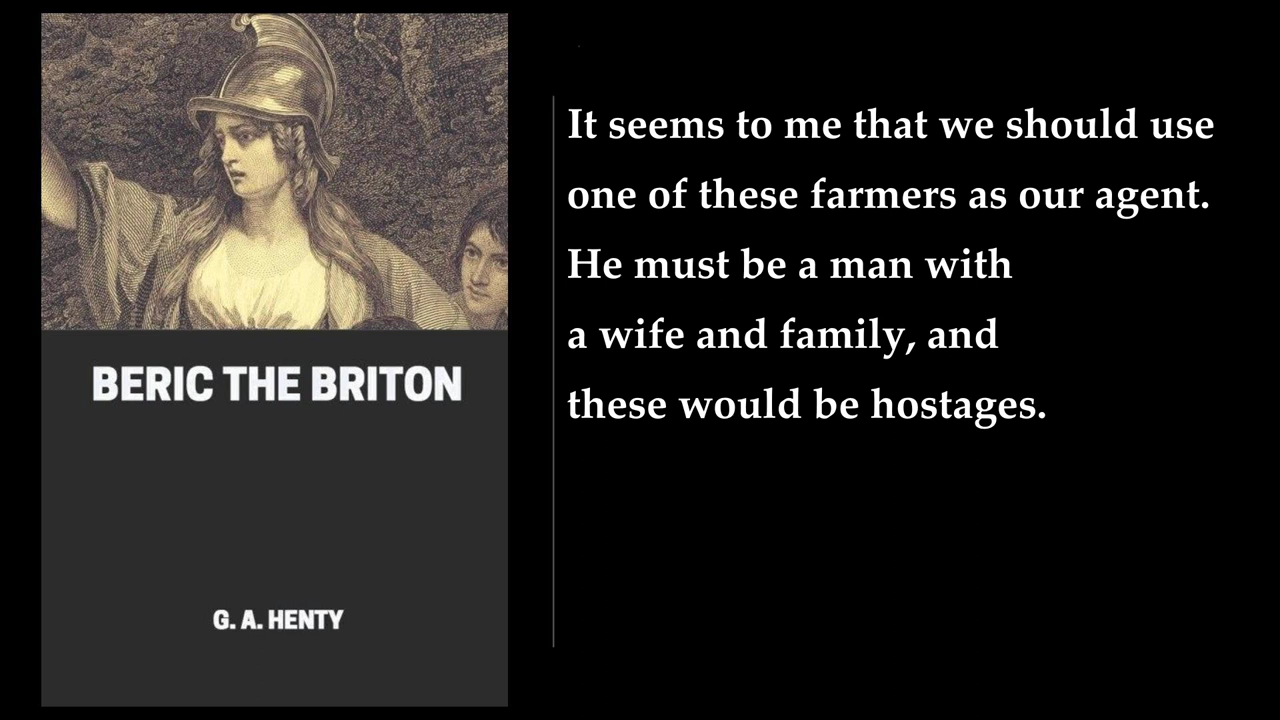 BERIC THE BRITON
G. A. HENTY
It seems to me that we should use
one of these farmers as our agent.
He must be a man with
a wife and family, and
these would be hostages.